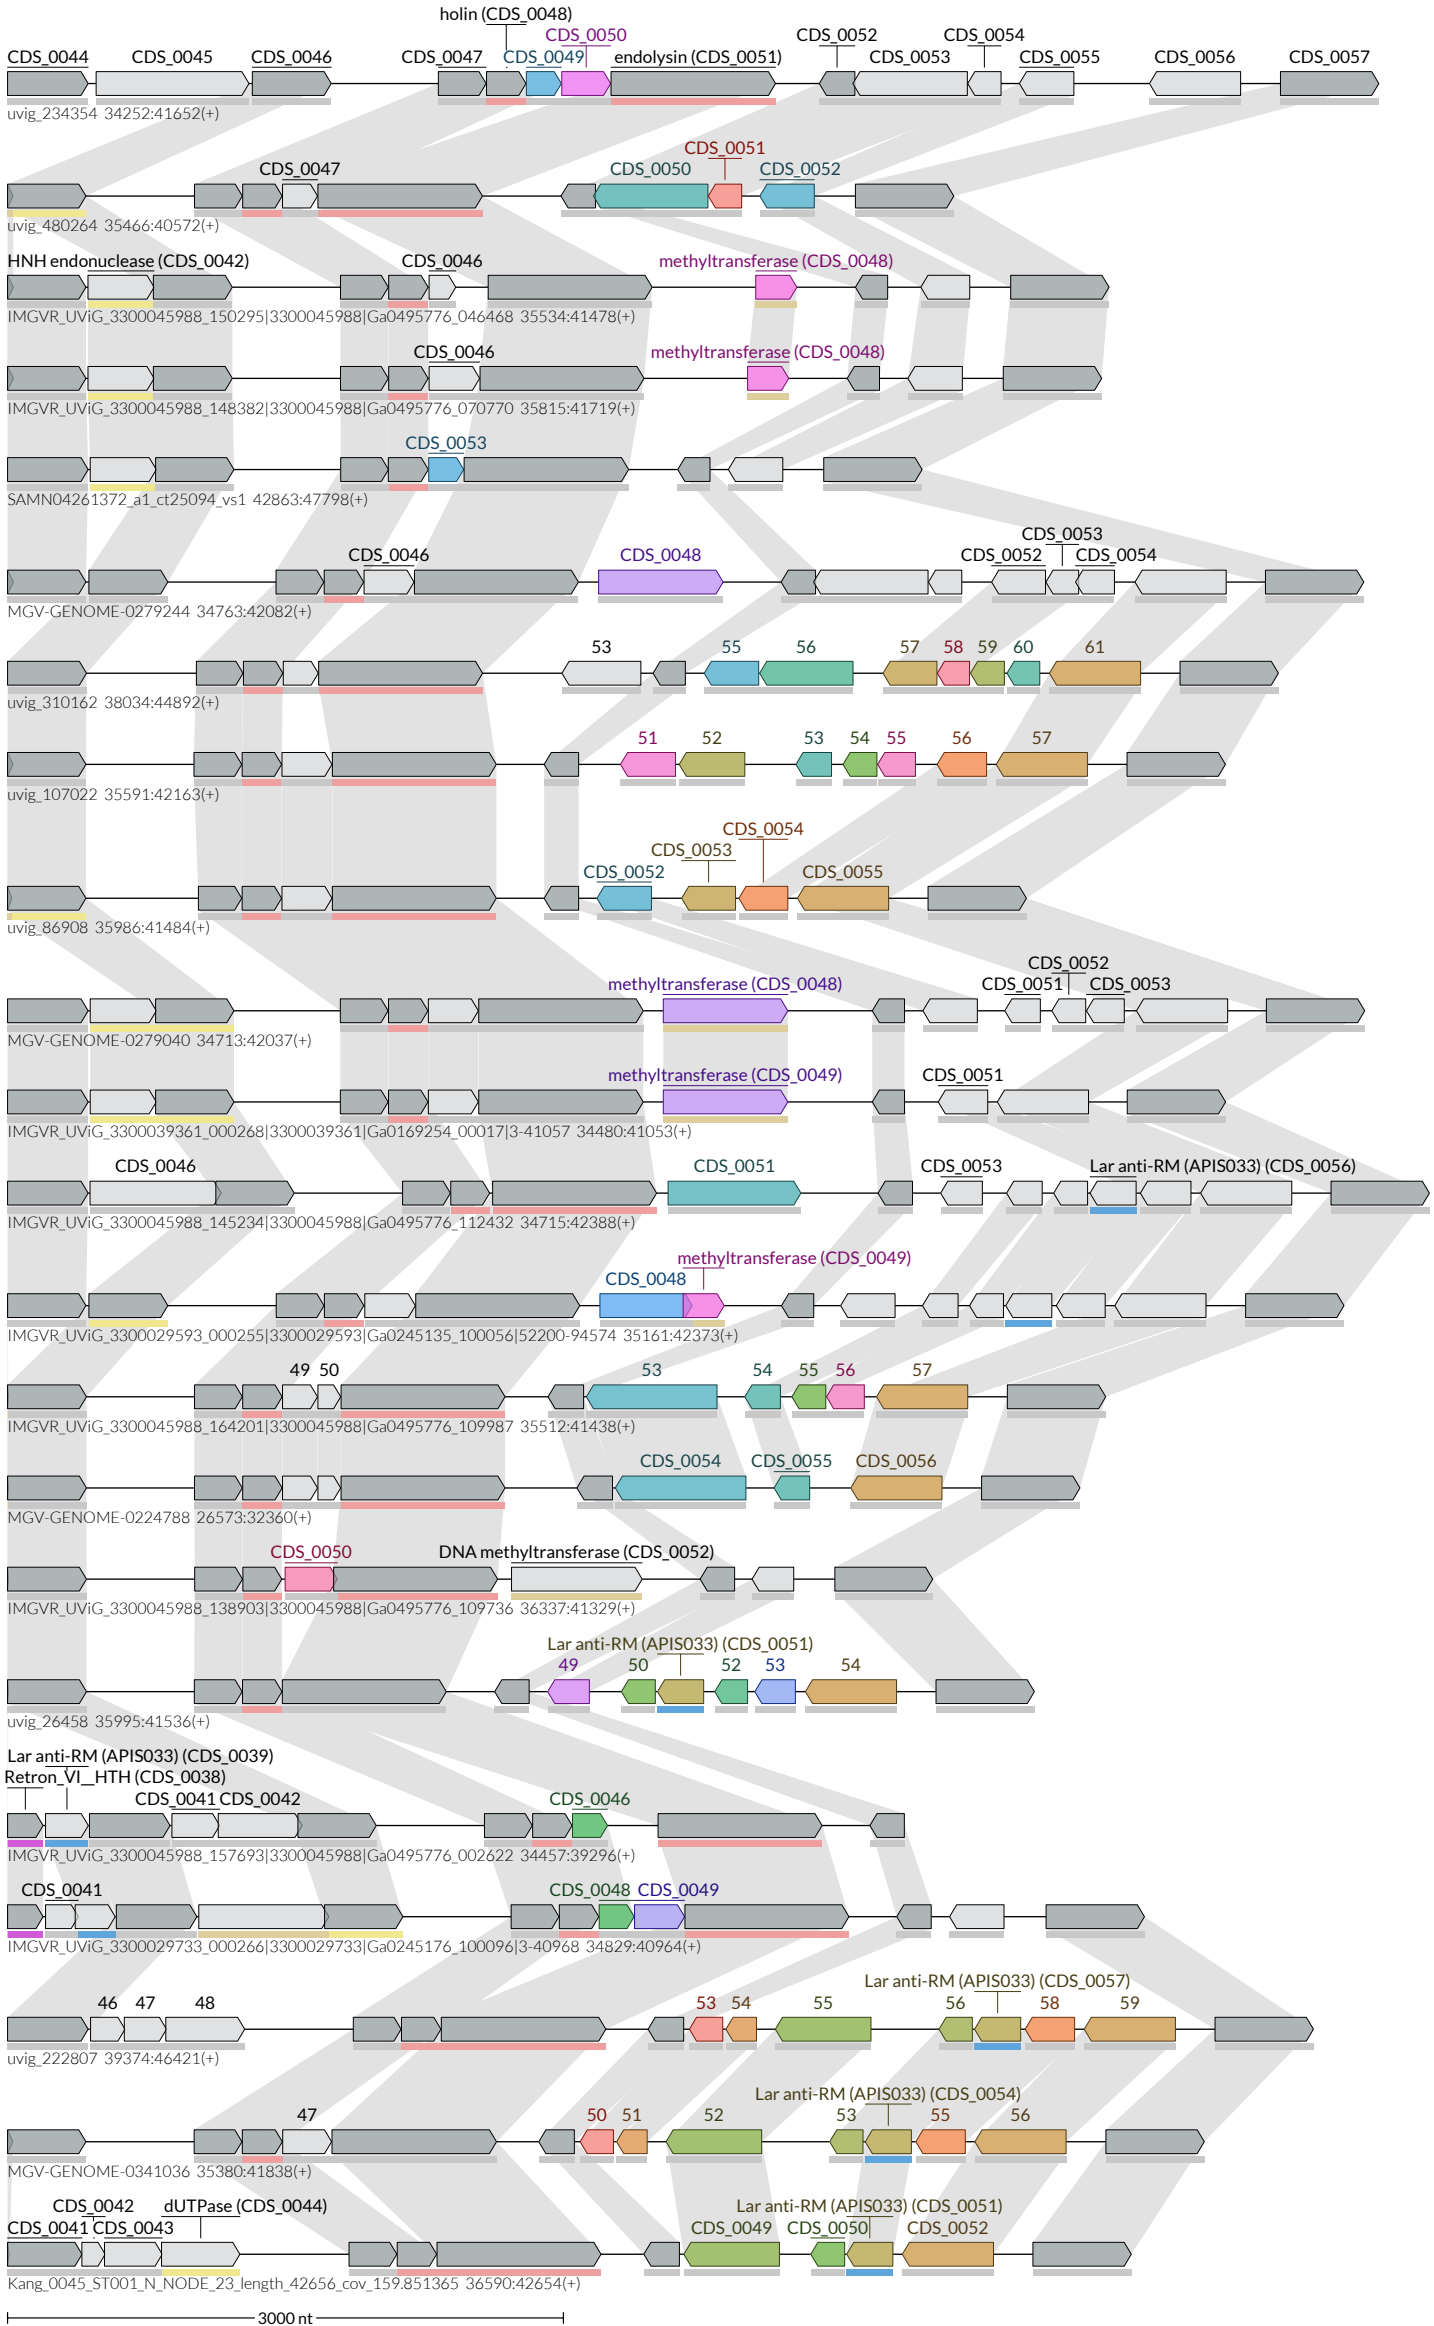 holin (CDS_0048)
CDS_0050 CDS_0052 CDS_0054
CDS_0044 CDS_0045 CDS_0046 CDS_0047 CDS_0049 endolysin (CDS_0051) CDS_0053 CDS_0055 CDS_0056 CDS_0057
uvig_234354 34252:41652(+)
CDS_0051
CDS_0047 CDS_0050 CDS_0052
uvig_480264 35466:40572(+)
HNH endonuclease (CDS_0042) CDS_0046 methyltransferase (CDS_0048)
IMGVR_UViG_3300045988_150295|3300045988|Ga0495776_046468 35534:41478(+)
CDS_0046 methyltransferase (CDS_0048)
IMGVR_UViG_3300045988_148382|3300045988|Ga0495776_070770 35815:41719(+)
CDS_0053
SAMN04261372_a1_ct25094_vs1 42863:47798(+)
CDS_0053
CDS_0046 CDS_0048 CDS_0052 CDS_0054
MGV-GENOME-0279244 34763:42082(+)
53 55 56 57 58 59 60 61
uvig_310162 38034:44892(+)
51 52 53 54 55 56 57
uvig_107022 35591:42163(+)
CDS_0054
CDS_0053
CDS_0052 CDS_0055
uvig_86908 35986:41484(+)
CDS_0052
methyltransferase (CDS_0048) CDS_0051 CDS_0053
MGV-GENOME-0279040 34713:42037(+)
methyltransferase (CDS_0049) CDS_0051
IMGVR_UViG_3300039361_000268|3300039361|Ga0169254_00017|3-41057 34480:41053(+)
CDS_0046 CDS_0051 CDS_0053 Lar anti-RM (APIS033) (CDS_0056)
IMGVR_UViG_3300045988_145234|3300045988|Ga0495776_112432 34715:42388(+)
methyltransferase (CDS_0049)
CDS_0048
IMGVR_UViG_3300029593_000255|3300029593|Ga0245135_100056|52200-94574 35161:42373(+)
49 50 53 54 55 56 57
IMGVR_UViG_3300045988_164201|3300045988|Ga0495776_109987 35512:41438(+)
CDS_0054 CDS_0055 CDS_0056
MGV-GENOME-0224788 26573:32360(+)
CDS_0050 DNA methyltransferase (CDS_0052)
IMGVR_UViG_3300045988_138903|3300045988|Ga0495776_109736 36337:41329(+)
Lar anti-RM (APIS033) (CDS_0051)
49 50 52 53 54
uvig_26458 35995:41536(+)
Lar anti-RM (APIS033) (CDS_0039)
Retron_VI__HTH (CDS_0038)
CDS_0041 CDS_0042 CDS_0046
IMGVR_UViG_3300045988_157693|3300045988|Ga0495776_002622 34457:39296(+)
CDS_0041 CDS_0048 CDS_0049
IMGVR_UViG_3300029733_000266|3300029733|Ga0245176_100096|3-40968 34829:40964(+)
Lar anti-RM (APIS033) (CDS_0057)
46 47 48 53 54 55 56 58 59
uvig_222807 39374:46421(+)
Lar anti-RM (APIS033) (CDS_0054)
47 50 51 52 53 55 56
MGV-GENOME-0341036 35380:41838(+)
CDS_0042 dUTPase (CDS_0044) Lar anti-RM (APIS033) (CDS_0051)
CDS_0041 CDS_0043 CDS_0049 CDS_0050 CDS_0052
Kang_0045_ST001_N_NODE_23_length_42656_cov_159.851365 36590:42654(+)
3000 nt